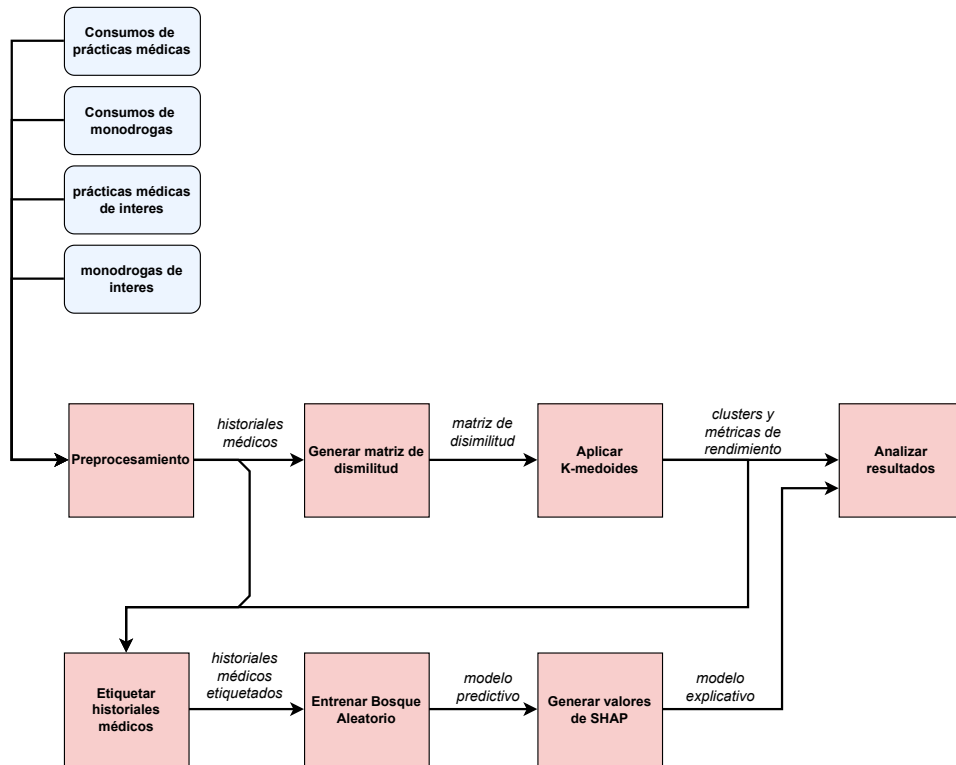 Consumos de
prácticas médicas
Consumos de
monodrogas
prácticas médicas
de interes
monodrogas de
interes
Preprocesamiento
historiales
médicos
Generar matriz de
dismilitud
matriz de
disimilitud
Aplicar
K-medoides
clusters y
métricas de
rendimiento
Analizar
resultados
Etiquetar
historiales
médicos
historiales
médicos
etiquetados
Entrenar Bosque
Aleatorio
modelo
predictivo
Generar valores
de SHAP
modelo
explicativo